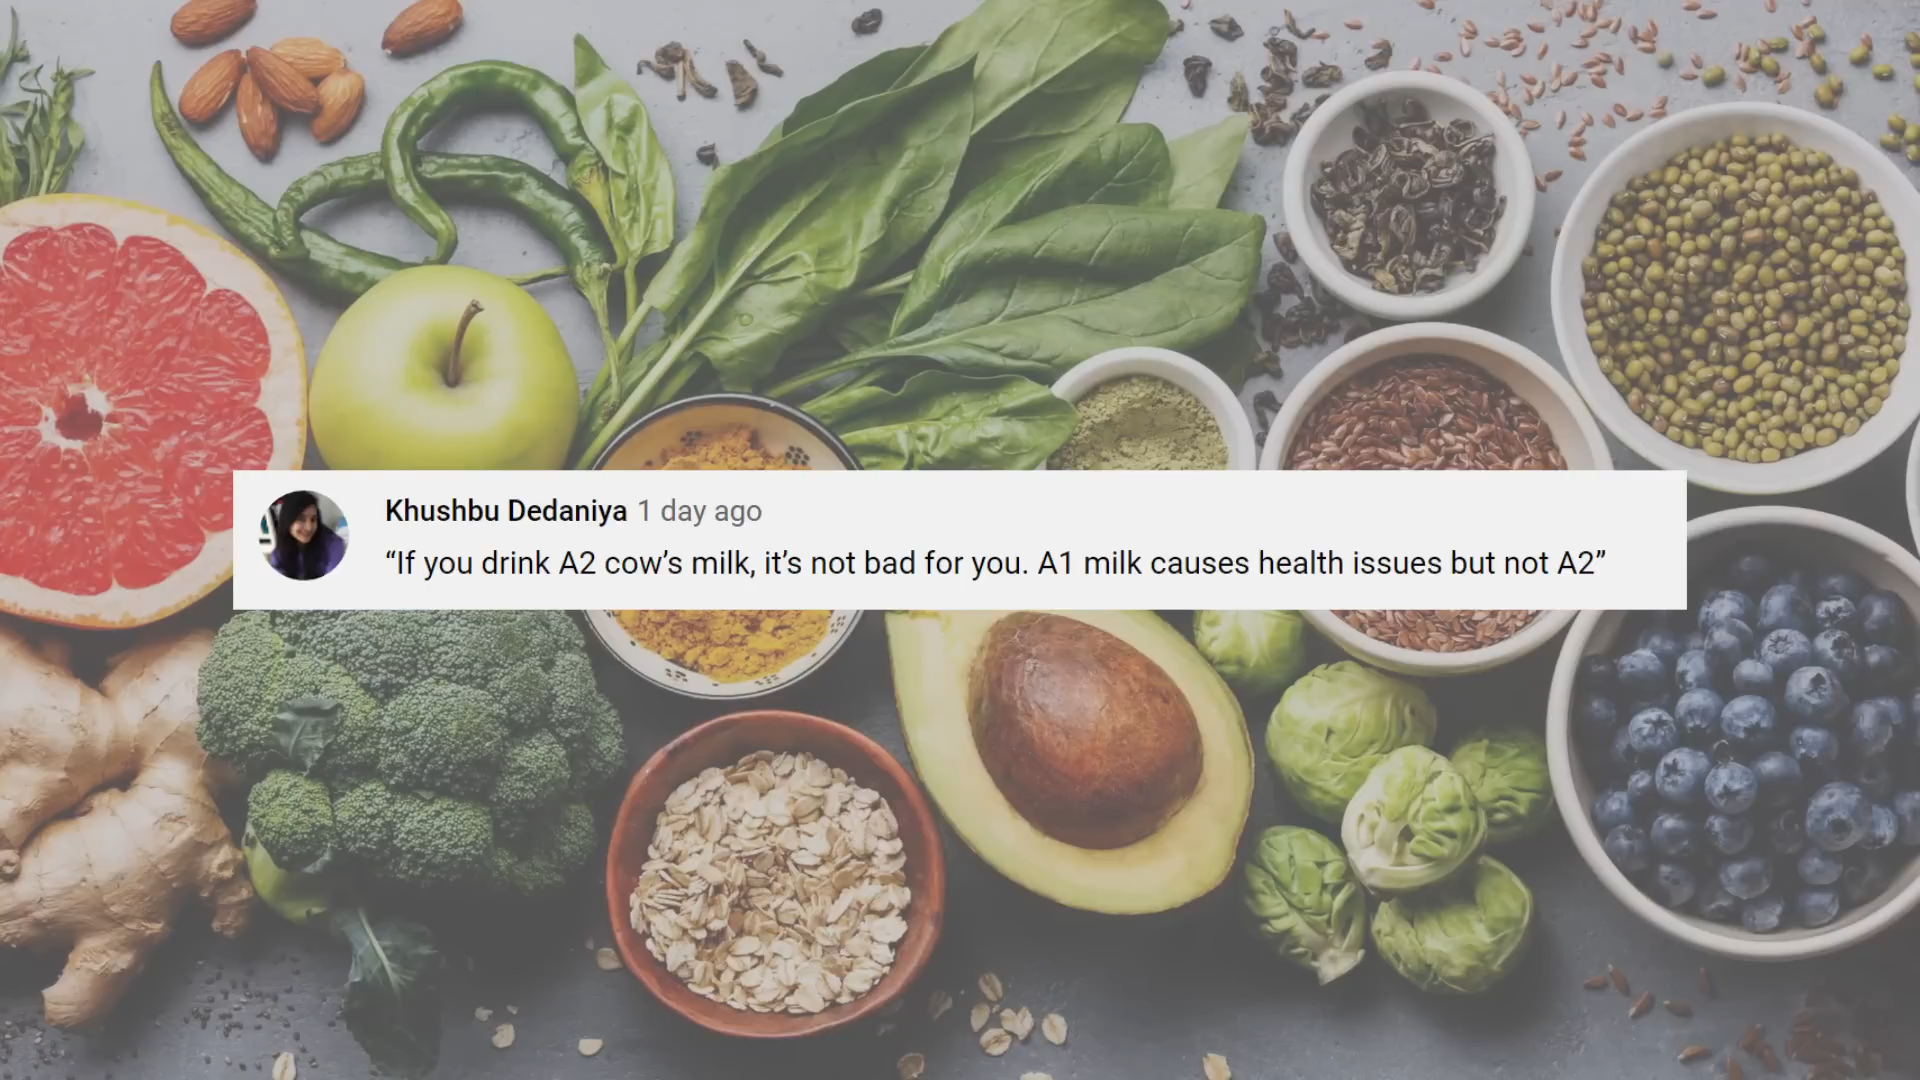 Khushbu Dedaniya 1 day ago
“If you drink A2 cow’s milk, it’s not bad for you. A1 milk causes health issues but not A2”